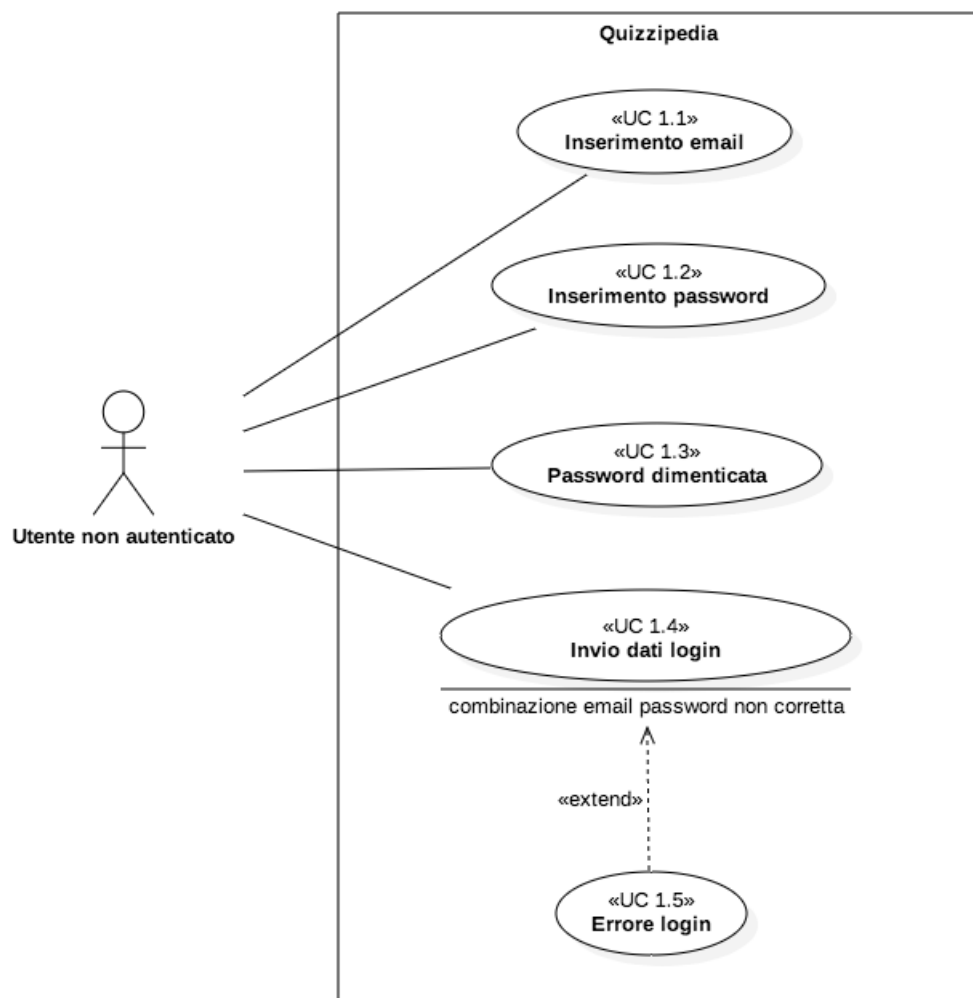 Quizzipedia
«UC 1.1»
Inserimento email
«UC 1.2»
Inserimento password
«UC 1.3»
Password dimenticata
Utente non autenticato
«UC 1.4»
Invio dati login
combinazione email password non corretta
«extend»
«UC 1.5»
Errore login